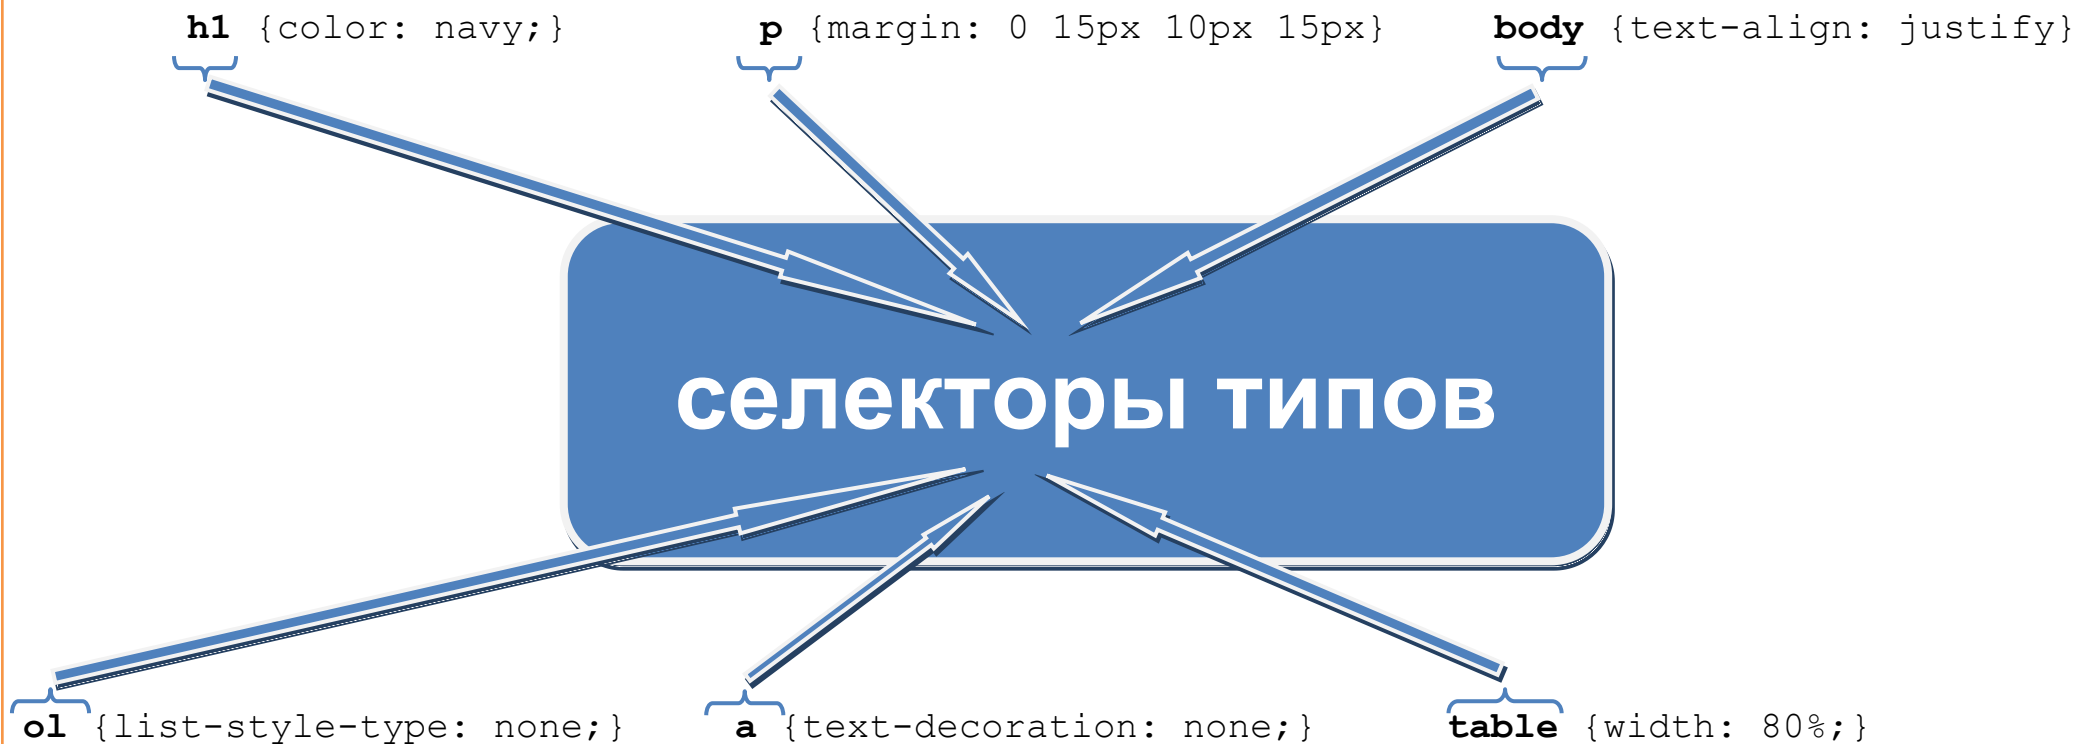 h1 {color: navy;} p {margin: 0 15px 10px 15px} body {text-align: justify}
селекторы типов
ol {list-style-type: none;} a {text-decoration: none;} table {width: 80%;}